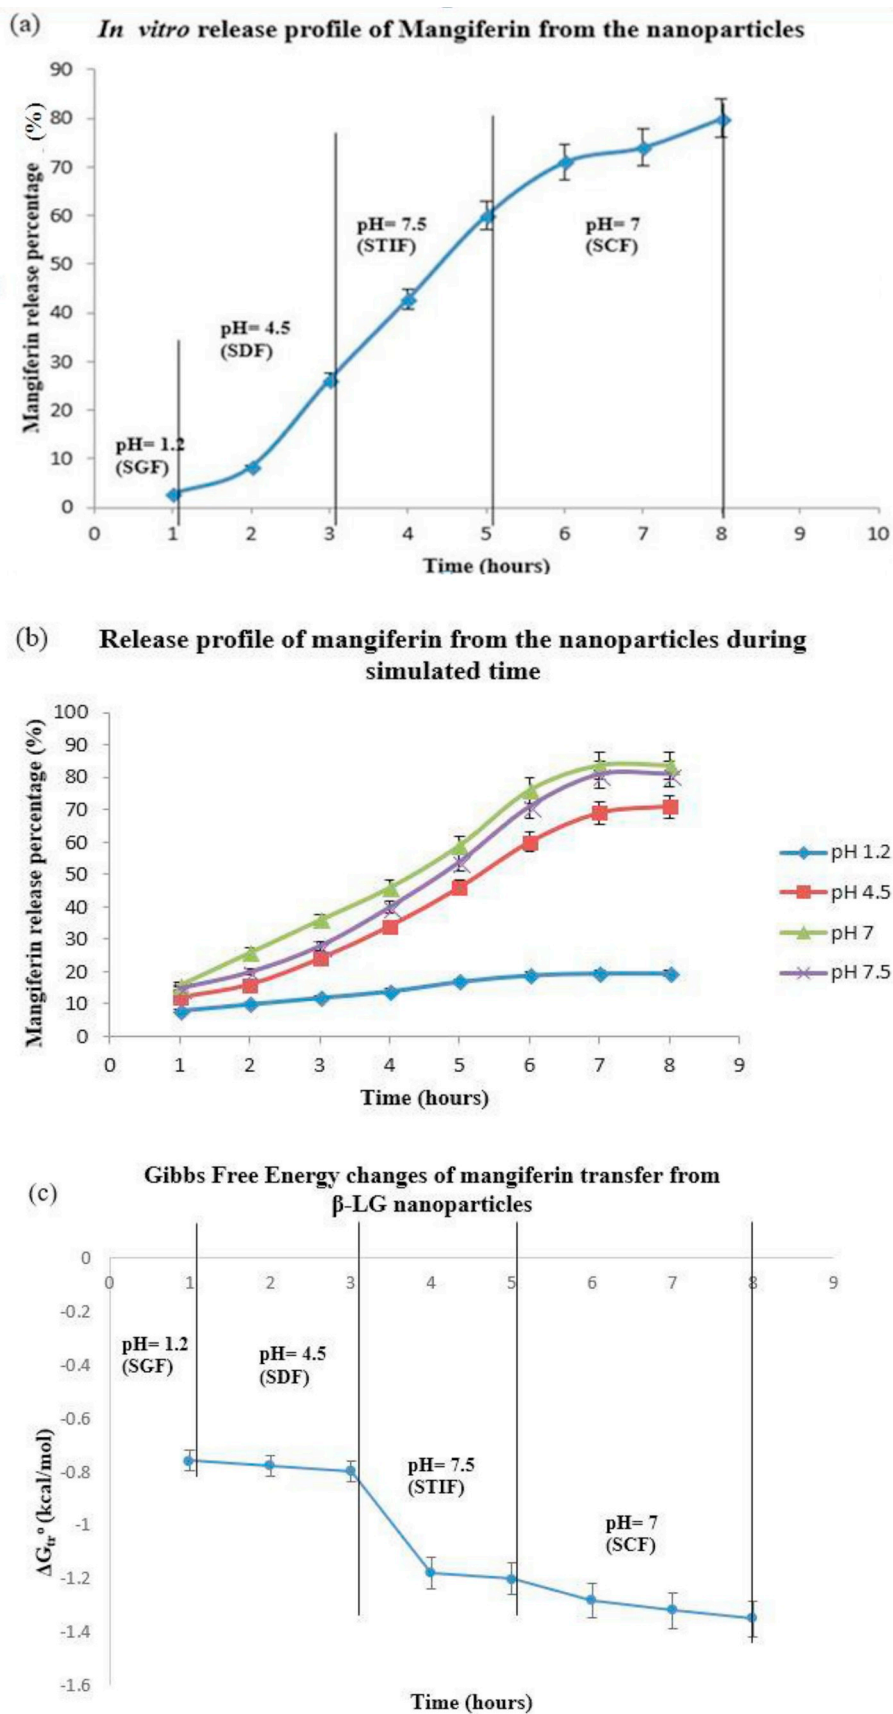 (a)
In vitro release profile of Mangiferin from the nanoparticles
Mangiferin release percentage (%)
90
80
70
60
50
40
30
20
10
0
pH= 1.2
(SGF)
pH= 4.5
(SDF)
pH= 7.5
(STIF)
pH= 7
(SCF)
0 1 2 3 4 5 6 7 8 9 10
Time (hours)
(b)
Release profile of mangiferin from the nanoparticles during
simulated time
Mangiferin release percentage (%)
100
90
80
70
60
50
40
30
20
10
0
0 1 2 3 4 5 6 7 8 9
Time (hours)
pH 1.2
pH 4.5
pH 7
pH 7.5
(c)
Gibbs Free Energy changes of mangiferin transfer from
β-LG nanoparticles
ΔGtr° (kcal/mol)
0
-0.2
-0.4
-0.6
-0.8
-1
-1.2
-1.4
-1.6
0 1 2 3 4 5 6 7 8 9
pH= 1.2
(SGF)
pH= 4.5
(SDF)
pH= 7.5
(STIF)
pH= 7
(SCF)
Time (hours)